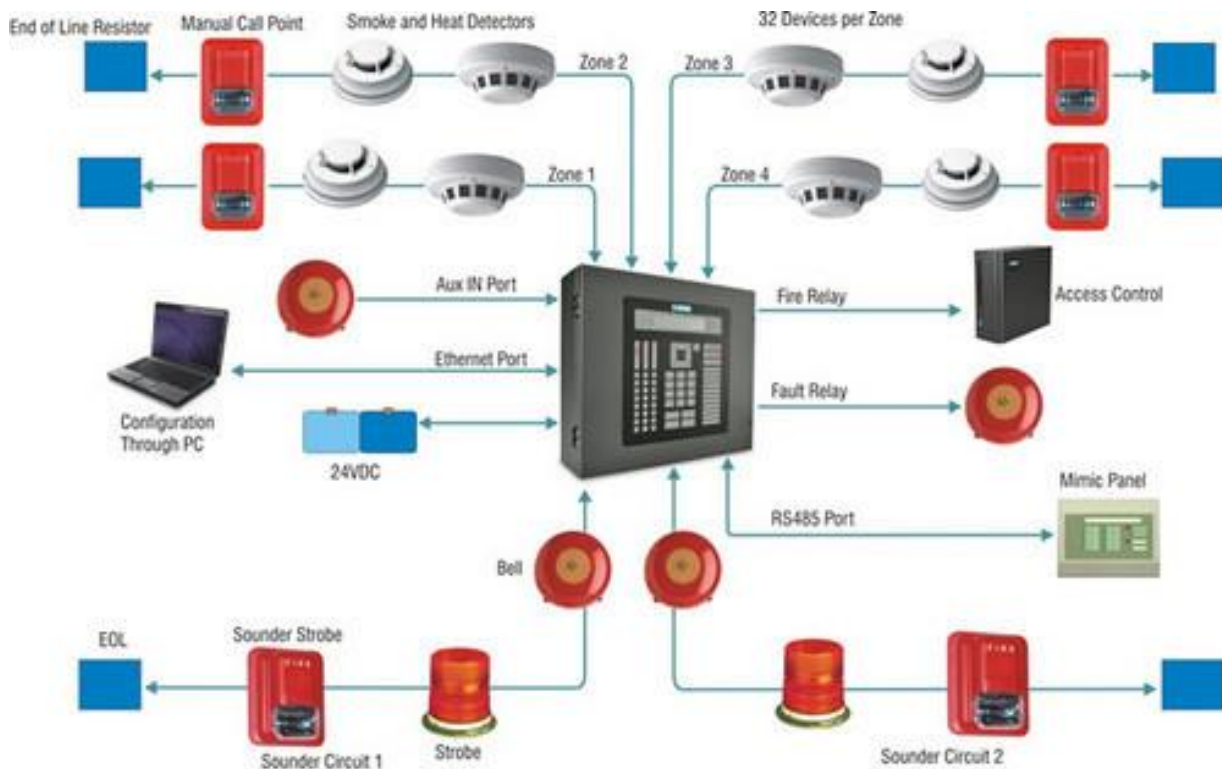 End of Line Resistor
Manual Call Point
Smoke and Heat Detectors
32 Devices per Zone
Zone 2
Zone 3
Zone 1
Zone 4
Aux IN Port
Fire Relay
Access Control
Ethernet Port
Configuration
Through PC
Fault Relay
24VDC
Mimic Panel
RS485 Port
Bell
EOL
Sounder Strobe
FIRE
FIRE
Strobe
Sounder Circuit 1
Sounder Circuit 2